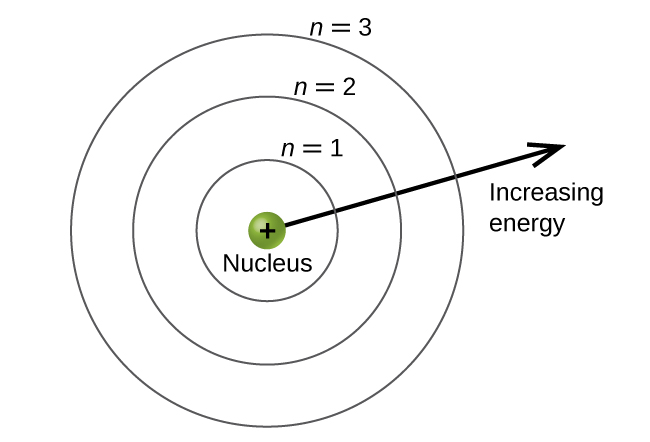 n = 3
n = 2
n = 1
Increasing
energy
+
Nucleus